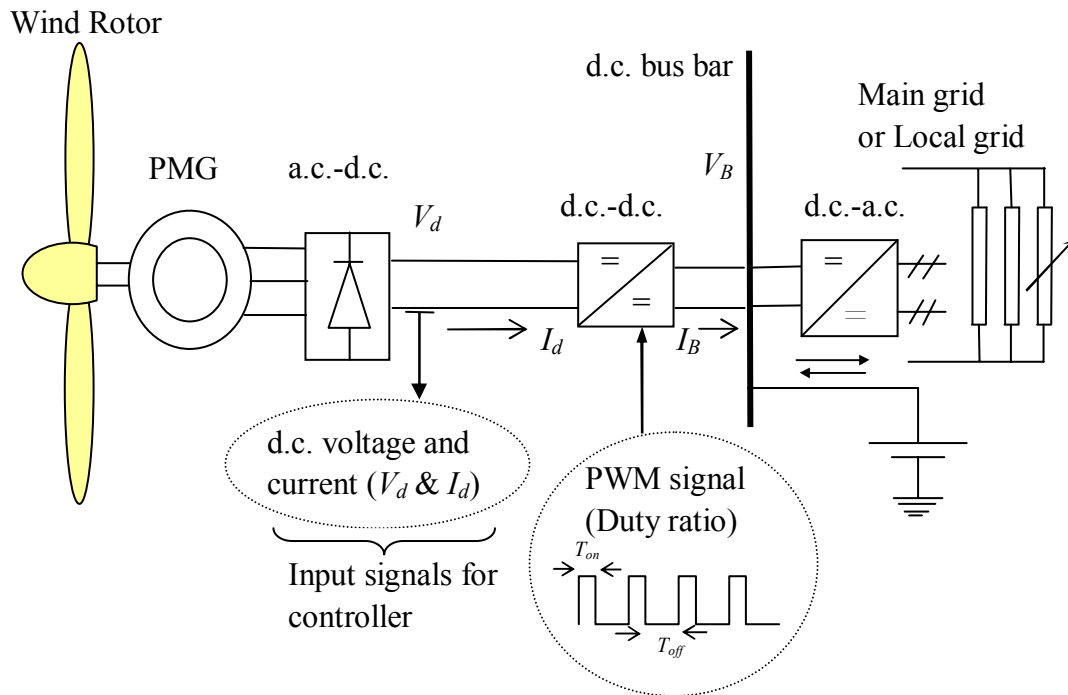 Wind Rotor
d.c. bus bar
Main grid
or Local grid
PMG
a.c.-d.c.
V_B
V_d
d.c.-d.c.
d.c.-a.c.
=
=
=
=
I_d
I_B
d.c. voltage and
current (V_d & I_d)
PWM signal
(Duty ratio)
T_on
Input signals for
controller
T_off